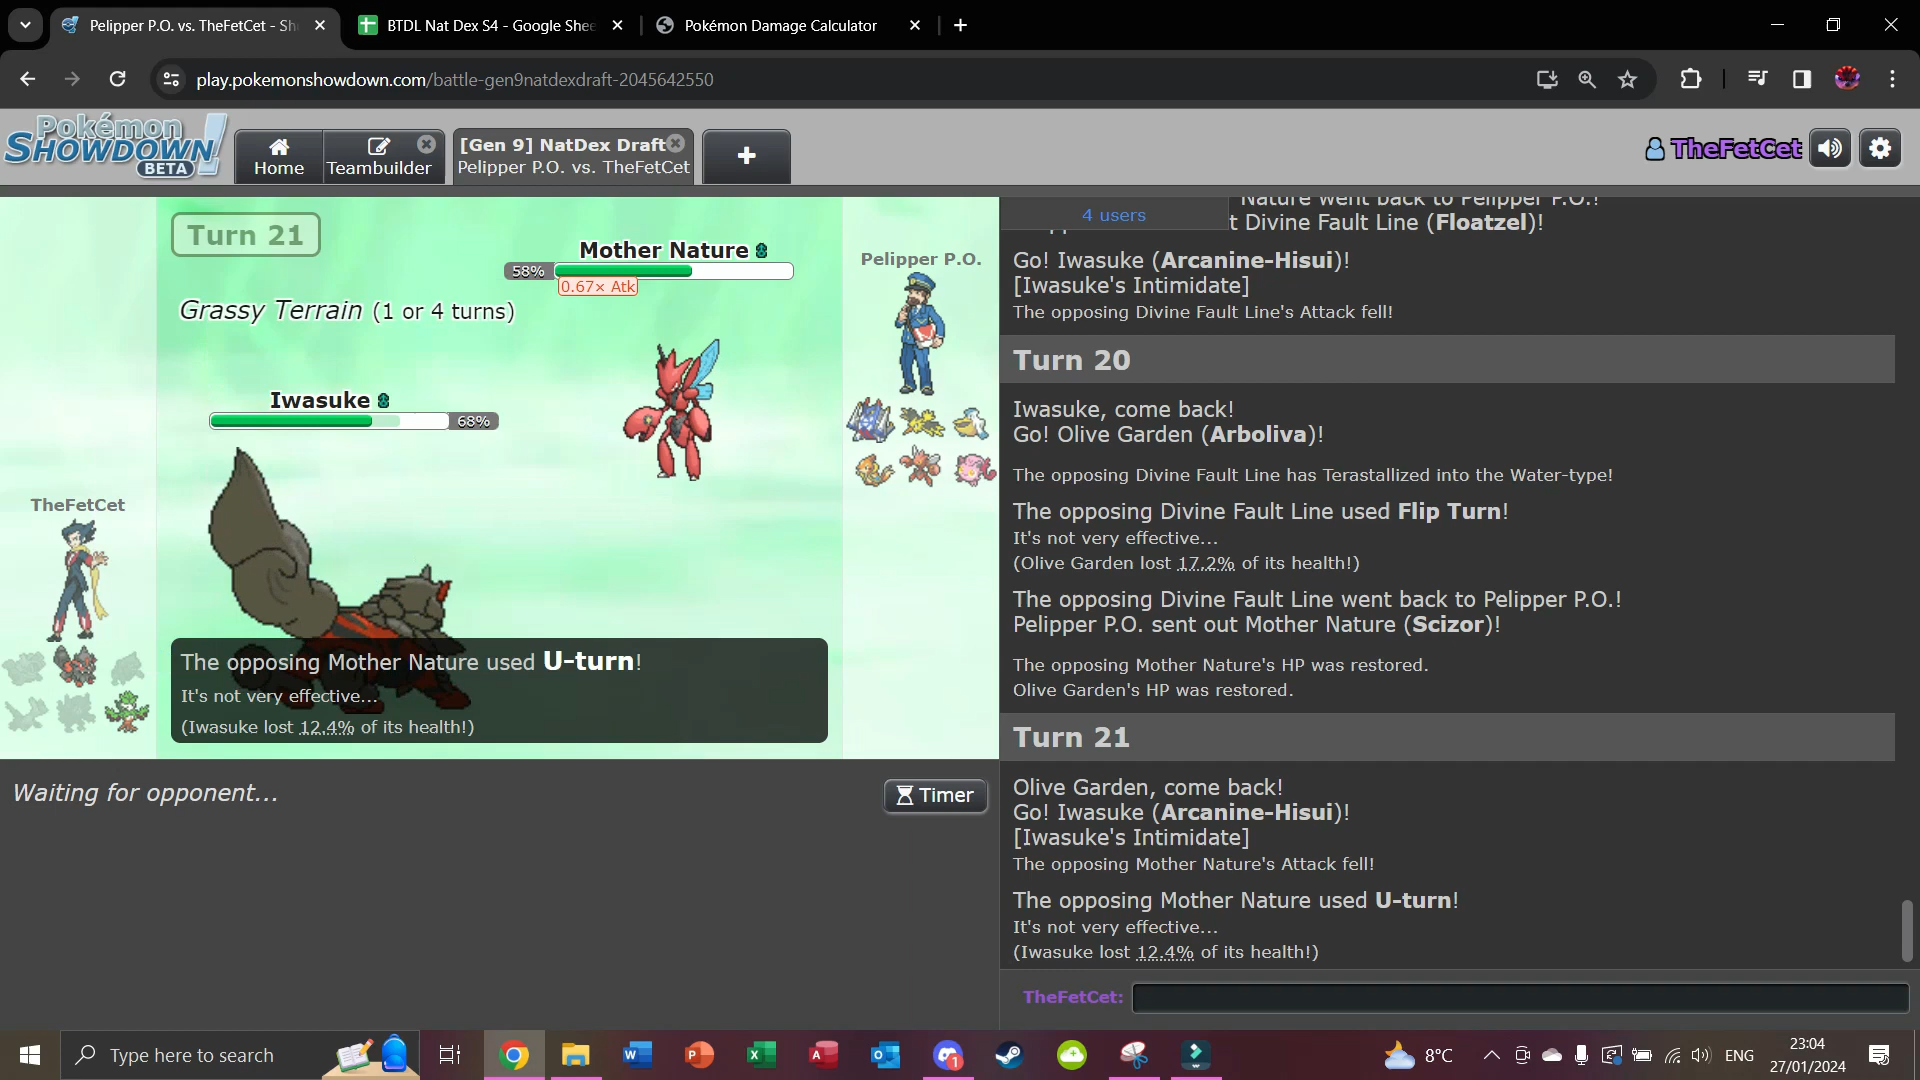 Pelipper P.O. vs. TheFetCet - Sh
BTDL Nat Dex S4 - Google Shee
Pokémon Damage Calculator
play.pokemonshowdown.com/battle-gen9natdexdraft-2045642550
Pokémon
SHOWDOWN!
BETA
Home
Teambuilder
[Gen 9] NatDex Draft
Pelipper P.O. vs. TheFetCet
TheFetCet
Turn 21
Mother Nature
58%
0.67× Atk
Grassy Terrain (1 or 4 turns)
Iwasuke
68%
Pelipper P.O.
TheFetCet
The opposing Mother Nature used U-turn!
It's not very effective...
(Iwasuke lost 12.4% of its health!)
Waiting for opponent...
Timer
4 users
Nature went back to Pelipper P.O.!
t Divine Fault Line (Floatzel)!
Go! Iwasuke (Arcanine-Hisui)!
[Iwasuke's Intimidate]
The opposing Divine Fault Line's Attack fell!
Turn 20
Iwasuke, come back!
Go! Olive Garden (Arboliva)!
The opposing Divine Fault Line has Terastallized into the Water-type!
The opposing Divine Fault Line used Flip Turn!
It's not very effective...
(Olive Garden lost 17.2% of its health!)
The opposing Divine Fault Line went back to Pelipper P.O.!
Pelipper P.O. sent out Mother Nature (Scizor)!
The opposing Mother Nature's HP was restored.
Olive Garden's HP was restored.
Turn 21
Olive Garden, come back!
Go! Iwasuke (Arcanine-Hisui)!
[Iwasuke's Intimidate]
The opposing Mother Nature's Attack fell!
The opposing Mother Nature used U-turn!
It's not very effective...
(Iwasuke lost 12.4% of its health!)
TheFetCet:
Type here to search
8°C
ENG
23:04
27/01/2024